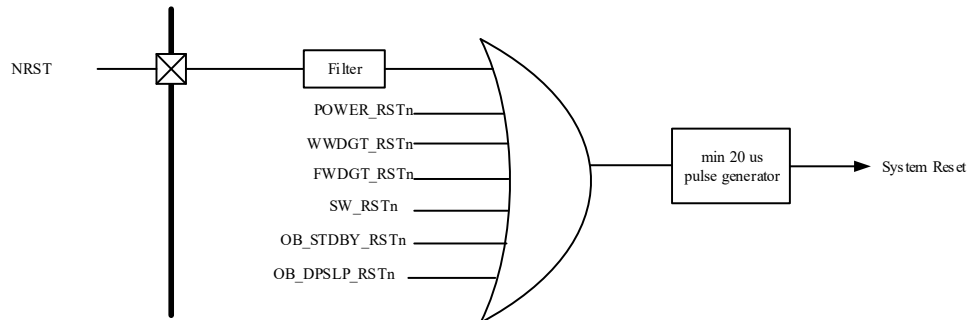 NRST
Filter
POWER_RSTn
WWDGT_RSTn
FWDGT_RSTn
SW_RSTn
OB_STDBY_RSTn
OB_DPSLP_RSTn
min 20 us
pulse generator
System Reset